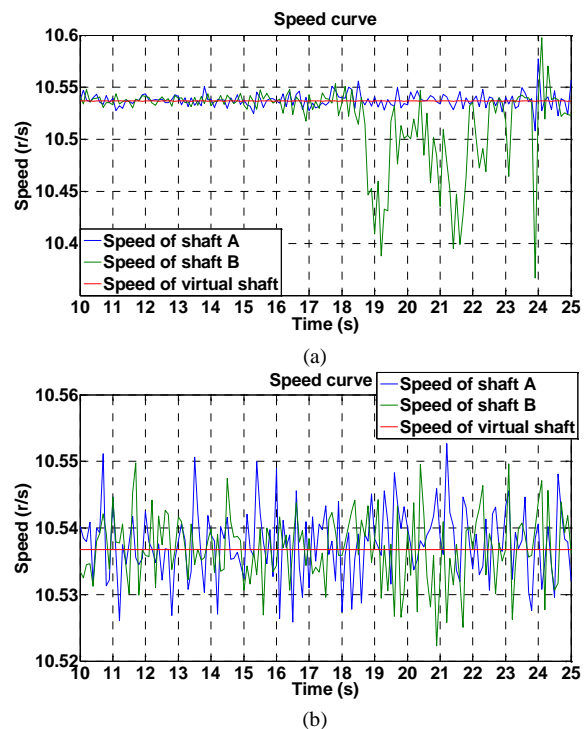 Speed curve
10.6
10.55
10.5
10.45
10.4
Speed (r/s)
Speed of shaft A
Speed of shaft B
Speed of virtual shaft
10 11 12 13 14 15 16 17 18 19 20 21 22 23 24 25
Time (s)
(a)
Speed curve
10.56
10.55
10.54
10.53
10.52
Speed (r/s)
Speed of shaft A
Speed of shaft B
Speed of virtual shaft
10 11 12 13 14 15 16 17 18 19 20 21 22 23 24 25
Time (s)
(b)